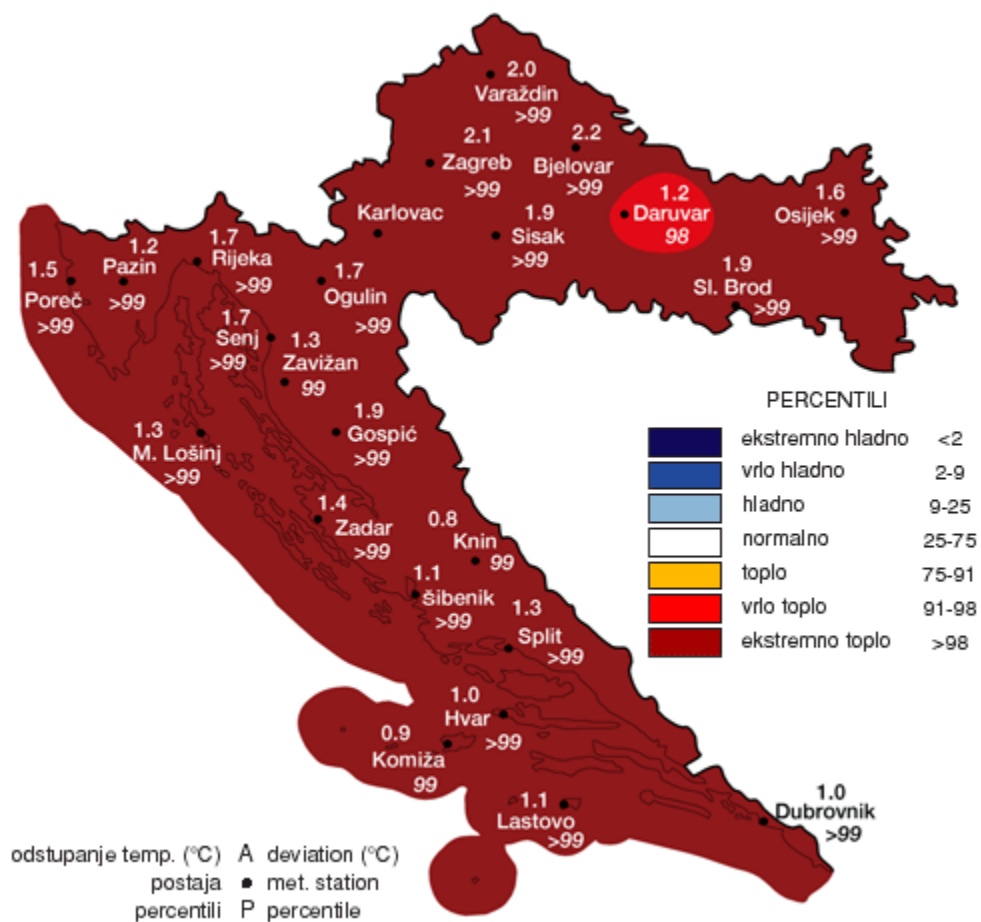 2.0
Varaždin
>99
2.1
Zagreb
>99
2.2
Bjelovar
>99
Karlovac
1.9
Sisak
>99
1.2
Daruvar
98
1.6
Osijek
>99
1.9
Sl. Brod
>99
1.5
Poreč
>99
1.2
Pazin
>99
1.7
Rijeka
>99
1.7
Ogulin
>99
1.7
Senj
>99
1.3
Zavižan
99
1.9
Gospić
>99
1.3
M. Lošinj
>99
1.4
Zadar
>99
0.8
Knin
99
1.1
Šibenik
>99
1.3
Split
>99
1.0
Hvar
>99
0.9
Komiža
99
1.1
Lastovo
>99
1.0
Dubrovnik
>99
PERCENTILI
ekstremno hladno <2
vrlo hladno 2-9
hladno 9-25
normalno 25-75
toplo 75-91
vrlo toplo 91-98
ekstremno toplo >98
odstupanje temp. (°C) A deviation (°C)
postaja ● met. station
percentili P percentile